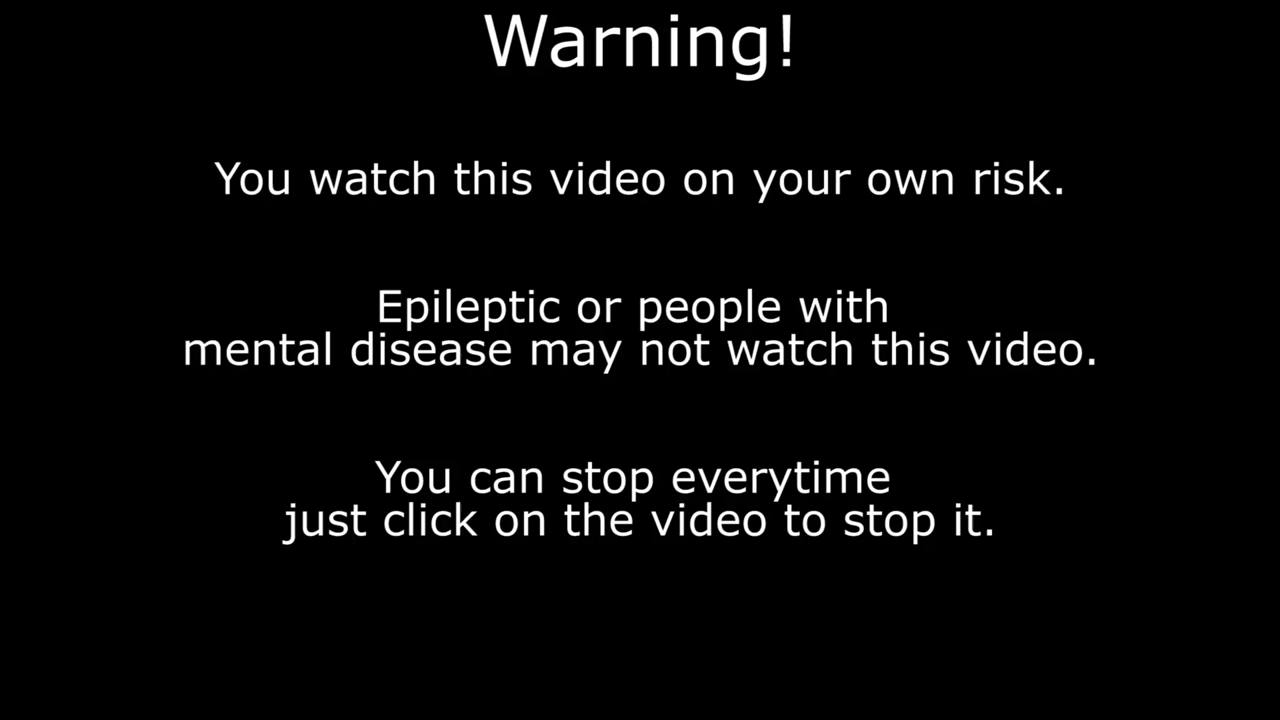 Warning!
You watch this video on your own risk.
Epileptic or people with
mental disease may not watch this video.
You can stop everytime
just click on the video to stop it.